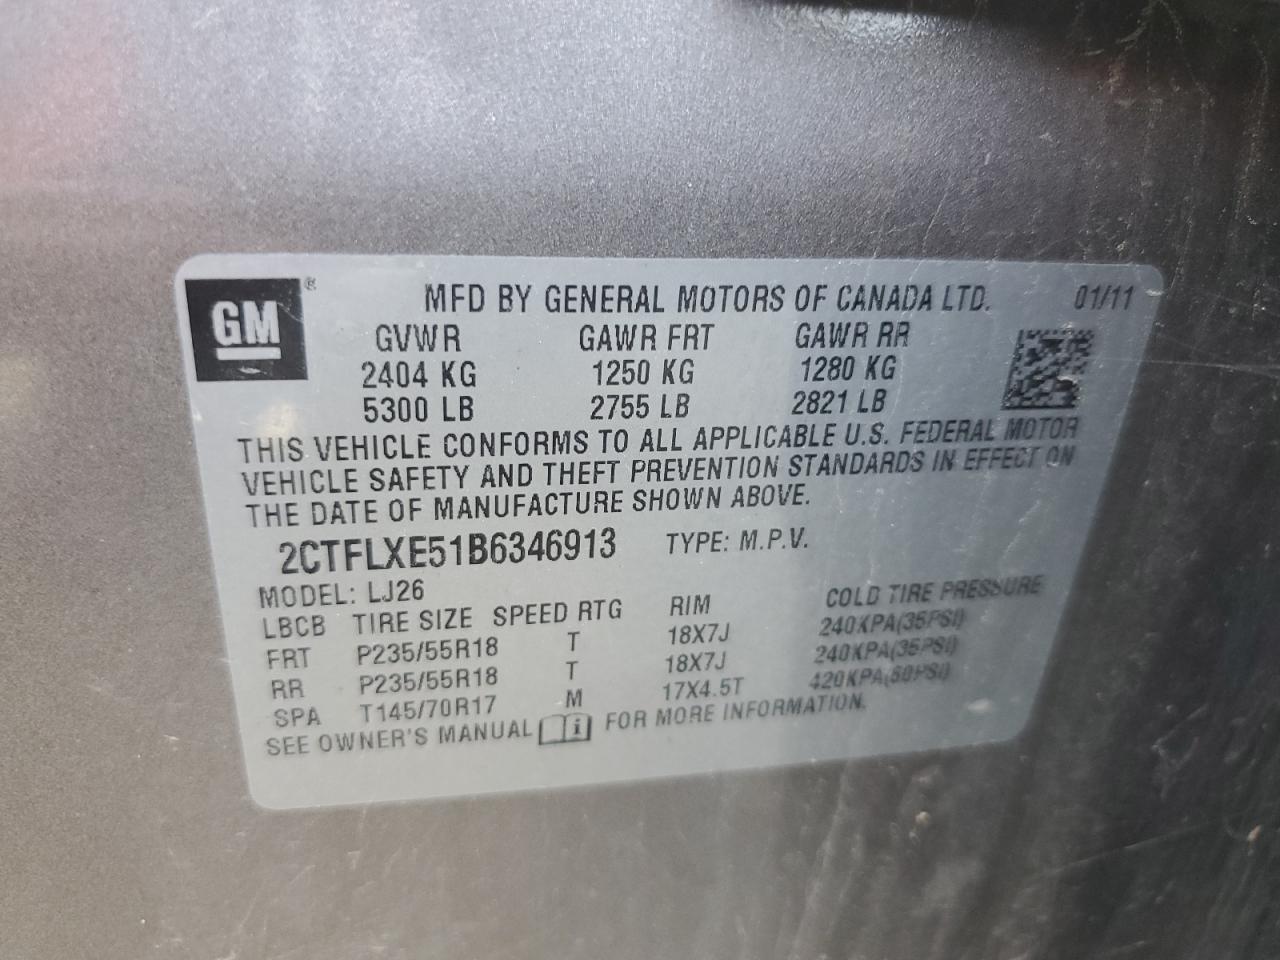 GM®
MFD BY GENERAL MOTORS OF CANADA LTD. 01/11
GVWR GAWR FRT GAWR RR
2404 KG 1250 KG 1280 KG
5300 LB 2755 LB 2821 LB
THIS VEHICLE CONFORMS TO ALL APPLICABLE U.S. FEDERAL MOTOR
VEHICLE SAFETY AND THEFT PREVENTION STANDARDS IN EFFECT ON
THE DATE OF MANUFACTURE SHOWN ABOVE.
2CTFLXE51B6346913 TYPE: M.P.V.
MODEL: LJ26
LBCB TIRE SIZE SPEED RTG RIM COLD TIRE PRESSURE
FRT P235/55R18 T 18X7J 240KPA(35PSI)
RR P235/55R18 T 18X7J 240KPA(35PSI)
SPA T145/70R17 M 17X4.5T 420KPA(60PSI)
SEE OWNER'S MANUAL i FOR MORE INFORMATION.